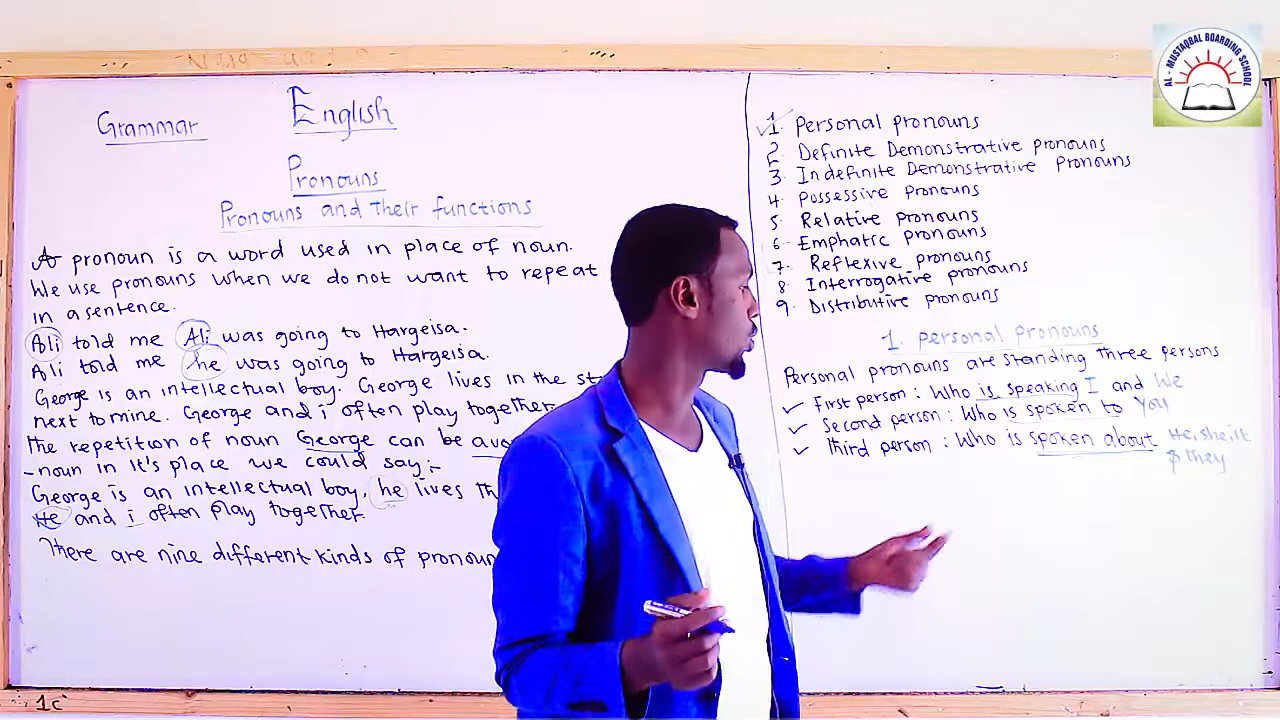 AL - MUSTAQBAL BOARDING SCHOOL
Grammar
English
Pronouns
Pronouns and Their functions
A pronoun is a word used in place of noun.
We use pronouns when we do not want to repeat
in a sentence.
Ali told me Ali was going to Hargeisa.
Ali told me he was going to Hargeisa.
George is an intellectual boy. George lives in the
next to mine. George and i often play together.
The repetition of noun George can be
-noun in it's place we could say:-
George is an intellectual boy, he lives
He and i often play together.
There are nine different kinds of
1. Personal pronouns
2. Definite Demonstrative pronouns
3. Indefinite Demonstrative Pronouns
4. Possessive pronouns
5. Relative pronouns
6- Emphatic pronouns
7. Reflexive pronouns
8. Interrogative pronouns
9. Distributive pronouns
1. Personal pronouns
Personal pronouns are standing three persons
✓ First person : Who is speaking I and We
✓ Second person : Who is spoken to You
✓ Third person : Who is spoken about He, she, it
they
1c